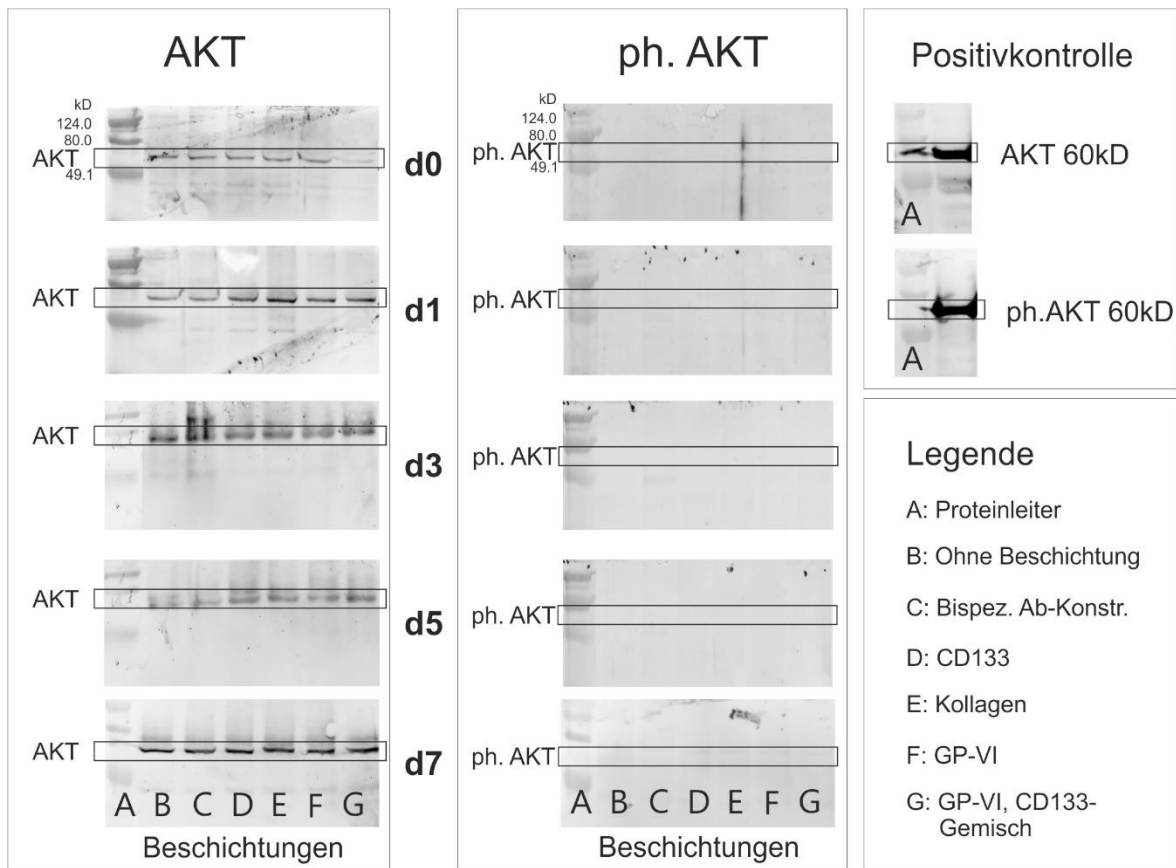 AKT
kD
124.0
80.0
AKT
49.1
d0
AKT
d1
AKT
d3
AKT
d5
AKT
d7
A B C D E F G
Beschichtungen
ph. AKT
kD
124.0
80.0
ph. AKT
49.1
ph. AKT
ph. AKT
ph. AKT
ph. AKT
A B C D E F G
Beschichtungen
Positivkontrolle
AKT 60kD
A
ph.AKT 60kD
A
Legende
A: Proteinleiter
B: Ohne Beschichtung
C: Bispez. Ab-Konstr.
D: CD133
E: Kollagen
F: GP-VI
G: GP-VI, CD133-
Gemisch